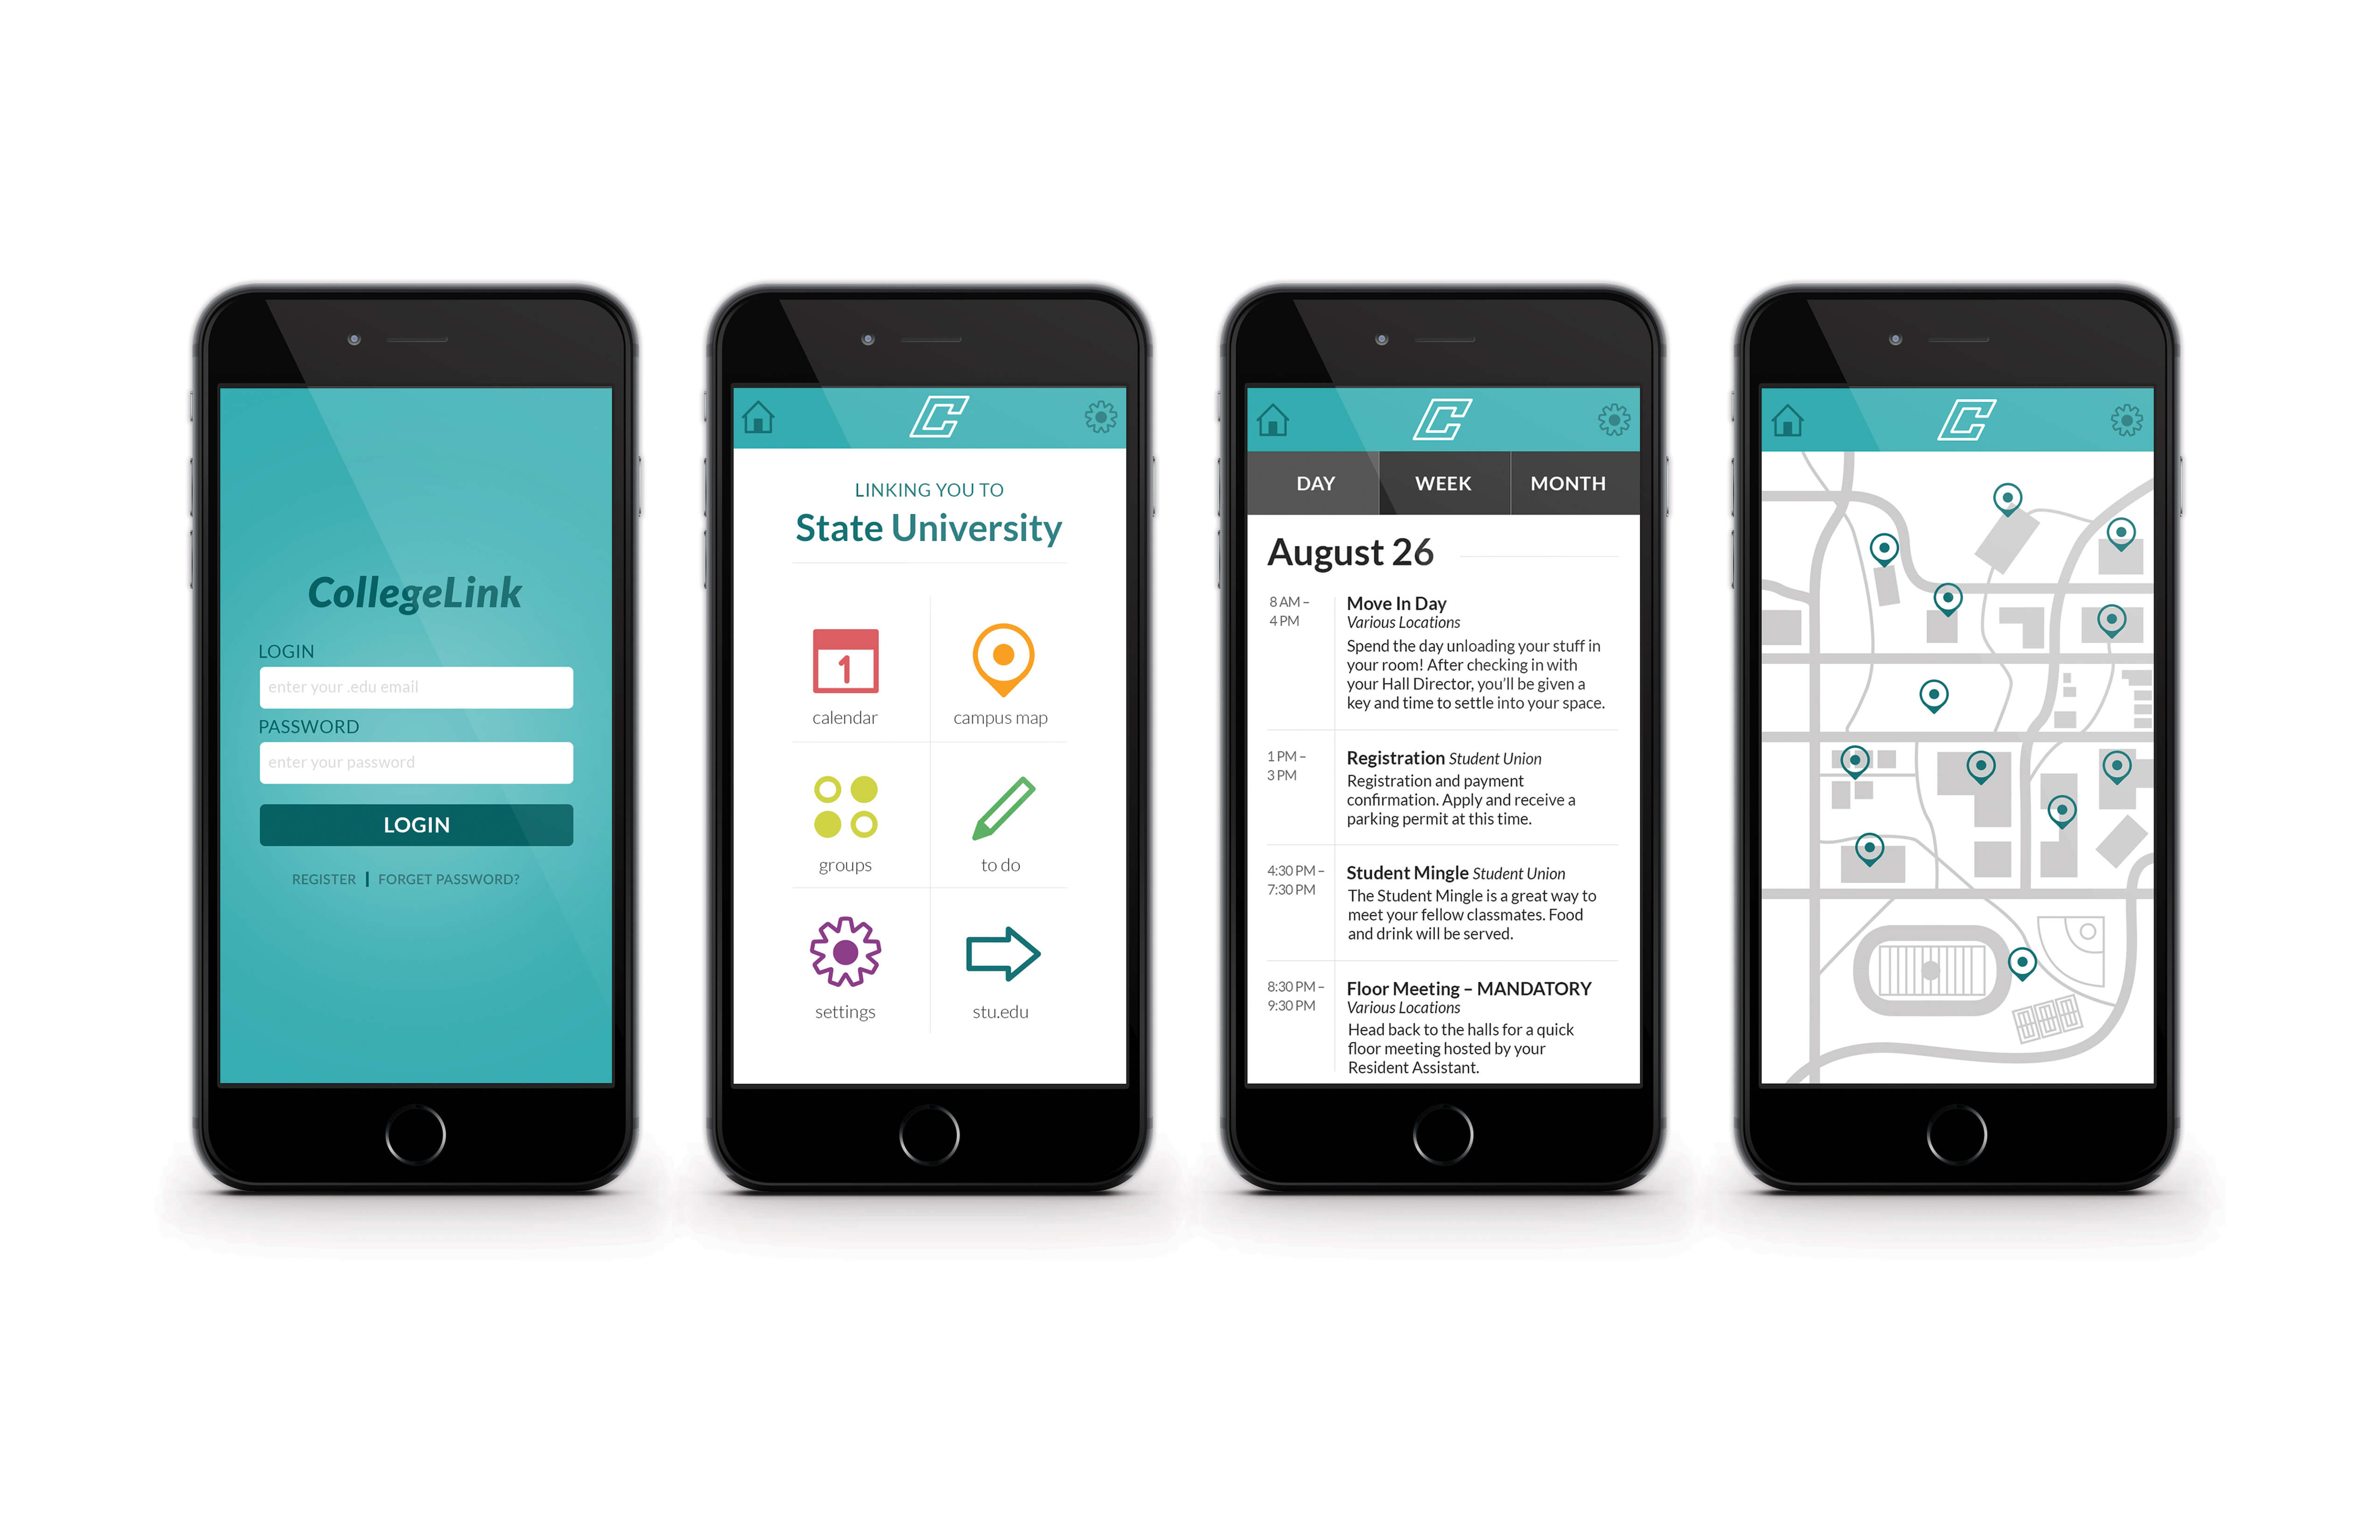 CollegeLink
LOGIN
enter your .edu email
PASSWORD
enter your password
LOGIN
REGISTER | FORGET PASSWORD?
C
LINKING YOU TO
State University
1
calendar
campus map
groups
to do
settings
stu.edu
C
DAY
WEEK
MONTH
August 26
8 AM –
4 PM
Move In Day
Various Locations
Spend the day unloading your stuff in
your room! After checking in with
your Hall Director, you'll be given a
key and time to settle into your space.
1 PM –
3 PM
Registration Student Union
Registration and payment
confirmation. Apply and receive a
parking permit at this time.
4:30 PM –
7:30 PM
Student Mingle Student Union
The Student Mingle is a great way to
meet your fellow classmates. Food
and drink will be served.
8:30 PM –
9:30 PM
Floor Meeting – MANDATORY
Various Locations
Head back to the halls for a quick
floor meeting hosted by your
Resident Assistant.
C